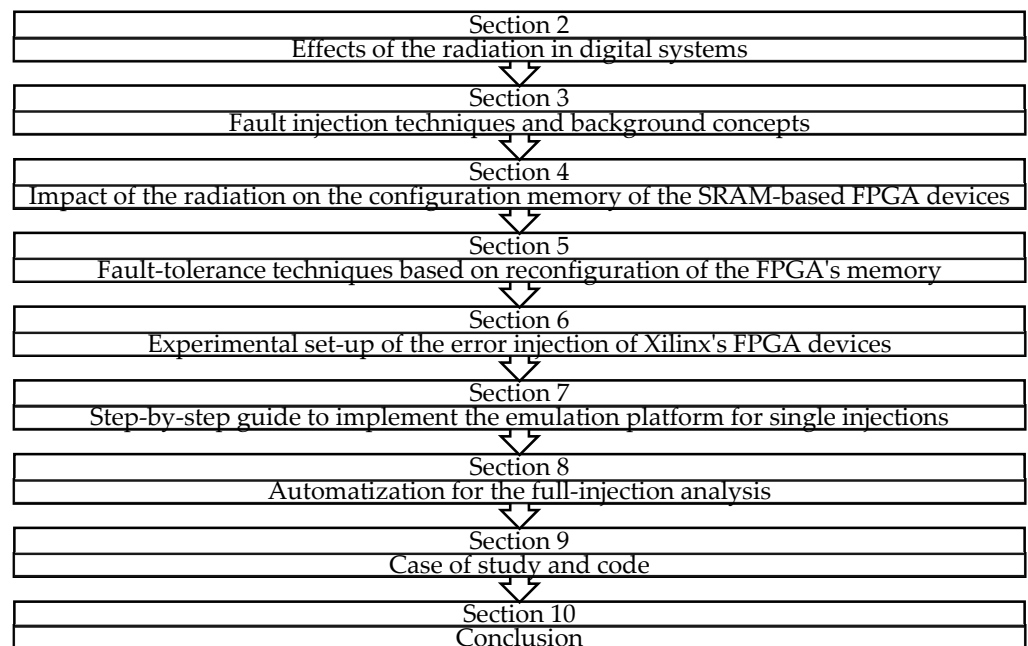 Section 2
Effects of the radiation in digital systems
Section 3
Fault injection techniques and background concepts
Section 4
Impact of the radiation on the configuration memory of the SRAM-based FPGA devices
Section 5
Fault-tolerance techniques based on reconfiguration of the FPGA's memory
Section 6
Experimental set-up of the error injection of Xilinx's FPGA devices
Section 7
Step-by-step guide to implement the emulation platform for single injections
Section 8
Automatization for the full-injection analysis
Section 9
Case of study and code
Section 10
Conclusion